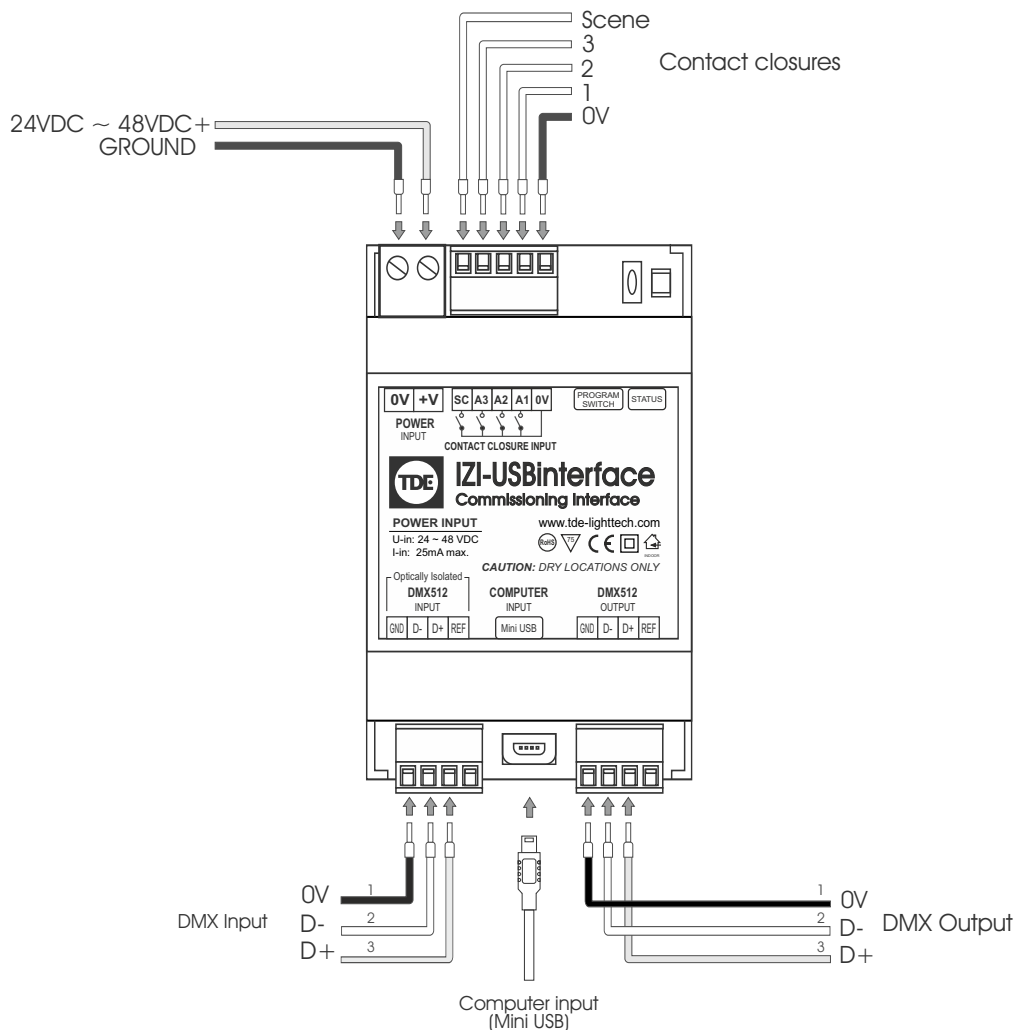 Scene
3
2
1
0V
Contact closures
24VDC ~ 48VDC+
GROUND
0V +V
SC A3 A2 A1 0V
PROGRAM SWITCH
STATUS
POWER
INPUT
CONTACT CLOSURE INPUT
TDE
IZI-USBinterface
Commissioning Interface
POWER INPUT
U-in: 24 ~ 48 VDC
I-in: 25mA max.
www.tde-lighttech.com
RoHS 75 CE
INDOOR
CAUTION: DRY LOCATIONS ONLY
Optically Isolated
DMX512
INPUT
GND D- D+ REF
COMPUTER
INPUT
Mini USB
DMX512
OUTPUT
GND D- D+ REF
DMX Input
0V 1
D- 2
D+ 3
Computer input
(Mini USB)
1 0V
2 D-
3 D+
DMX Output